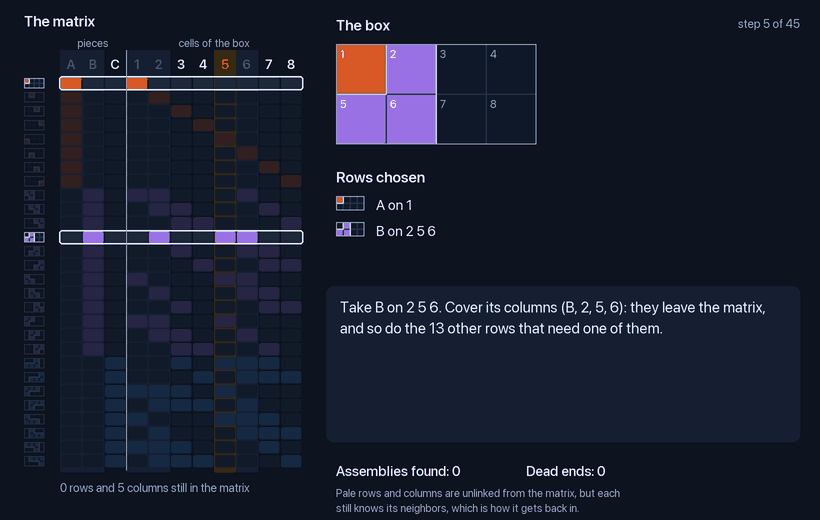 The matrix
pieces
cells of the box
A B C 1 2 3 4 5 6 7 8
0 rows and 5 columns still in the matrix
The box
step 5 of 45
1 2 3 4
5 6 7 8
Rows chosen
A on 1
B on 2 5 6
Take B on 2 5 6. Cover its columns (B, 2, 5, 6): they leave the matrix,
and so do the 13 other rows that need one of them.
Assemblies found: 0
Dead ends: 0
Pale rows and columns are unlinked from the matrix, but each
still knows its neighbors, which is how it gets back in.